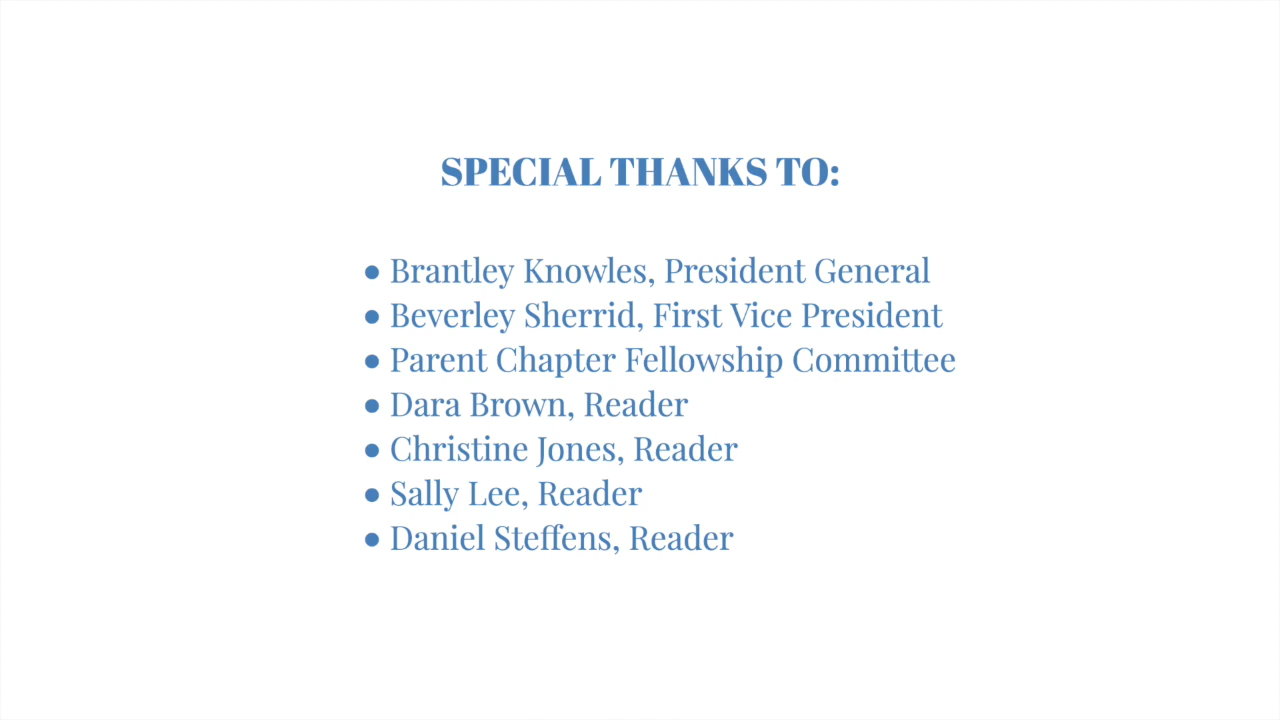 SPECIAL THANKS TO:
● Brantley Knowles, President General
● Beverley Sherrid, First Vice President
● Parent Chapter Fellowship Committee
● Dara Brown, Reader
● Christine Jones, Reader
● Sally Lee, Reader
● Daniel Steffens, Reader